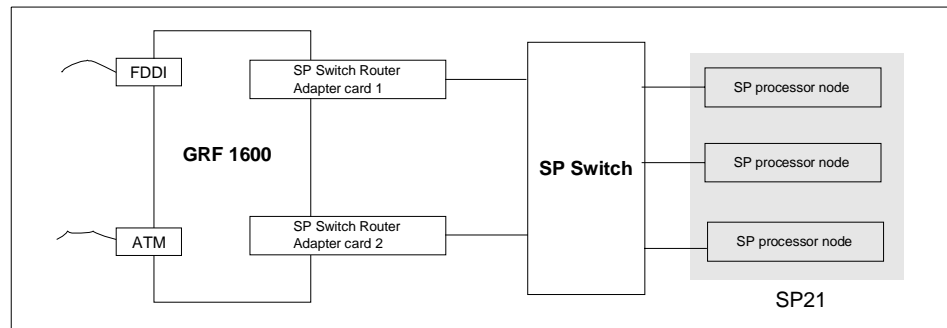 FDDI
SP Switch Router
Adapter card 1
SP processor node
GRF 1600
SP Switch
SP processor node
ATM
SP Switch Router
Adapter card 2
SP processor node
SP21